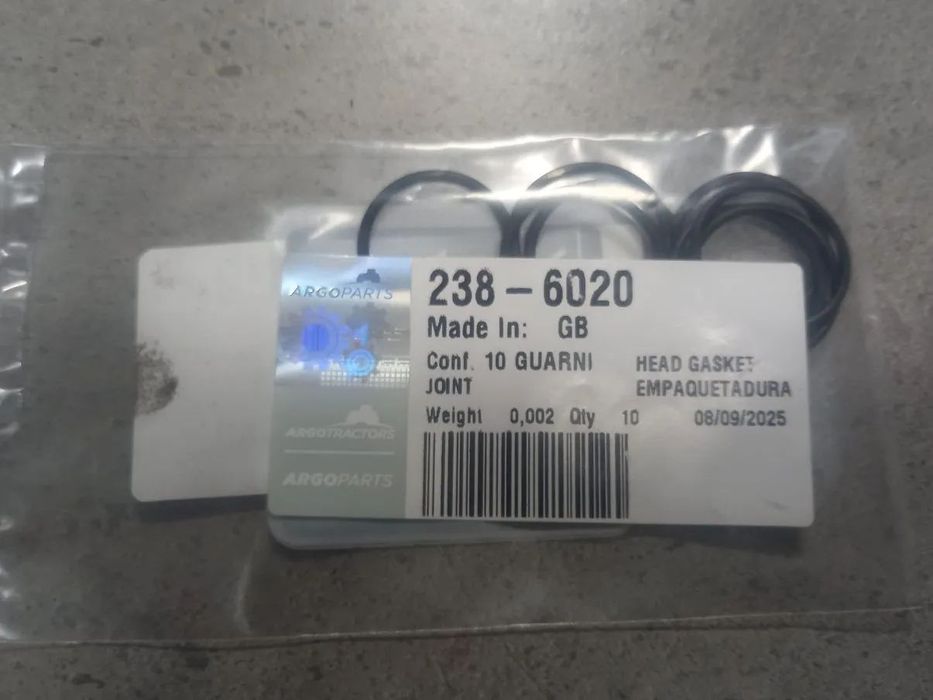 ARGOPARTS
238-6020
Made In: GB
Conf. 10 GUARNI HEAD GASKET
JOINT EMPAQUETADURA
Weight 0,002 Qty 10 08/09/2025
ARGOTRACTORS
ARGOPARTS